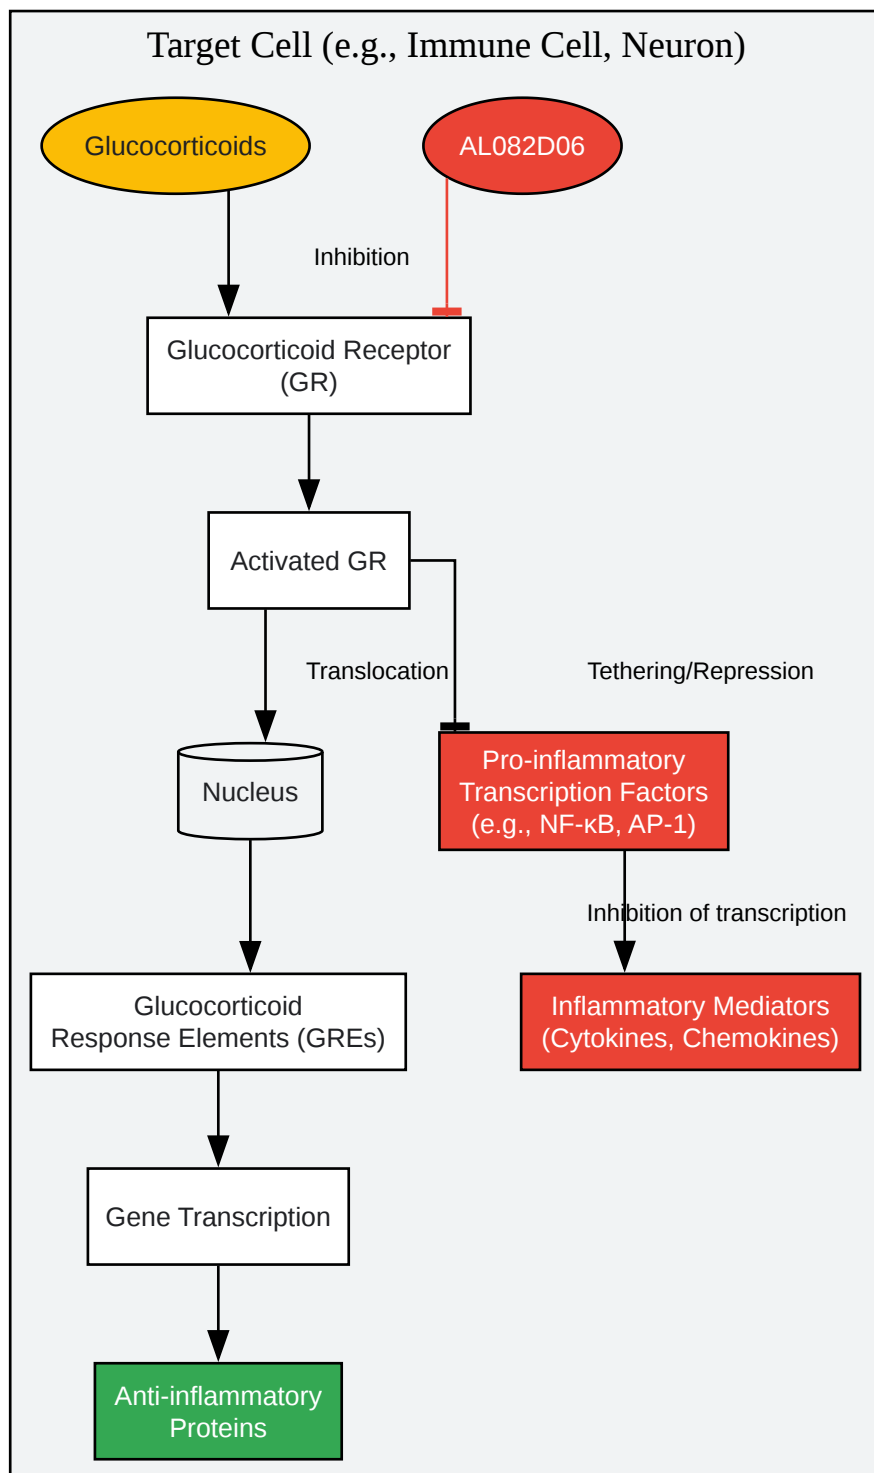 Target Cell (e.g., Immune Cell, Neuron)
Glucocorticoids
AL082D06
Inhibition
Glucocorticoid Receptor
(GR)
Activated GR
Translocation
Tethering/Repression
Nucleus
Pro-inflammatory
Transcription Factors
(e.g., NF-κB, AP-1)
Inhibition of transcription
Glucocorticoid
Response Elements (GREs)
Inflammatory Mediators
(Cytokines, Chemokines)
Gene Transcription
Anti-inflammatory
Proteins